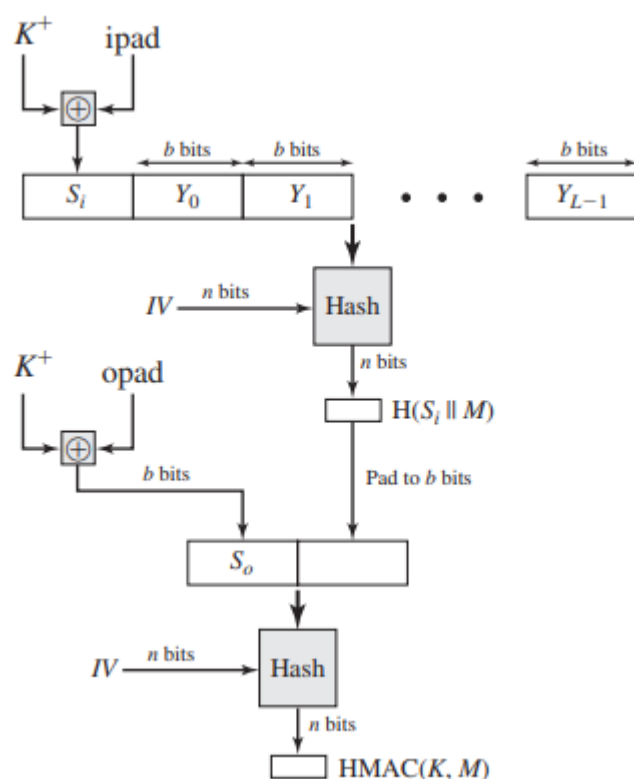 K+ ipad
⊕
b bits b bits b bits
Si Y0 Y1 • • • YL−1
IV n bits Hash
n bits
K+ opad
H(Si || M)
⊕
b bits Pad to b bits
So
IV n bits Hash
n bits
HMAC(K, M)